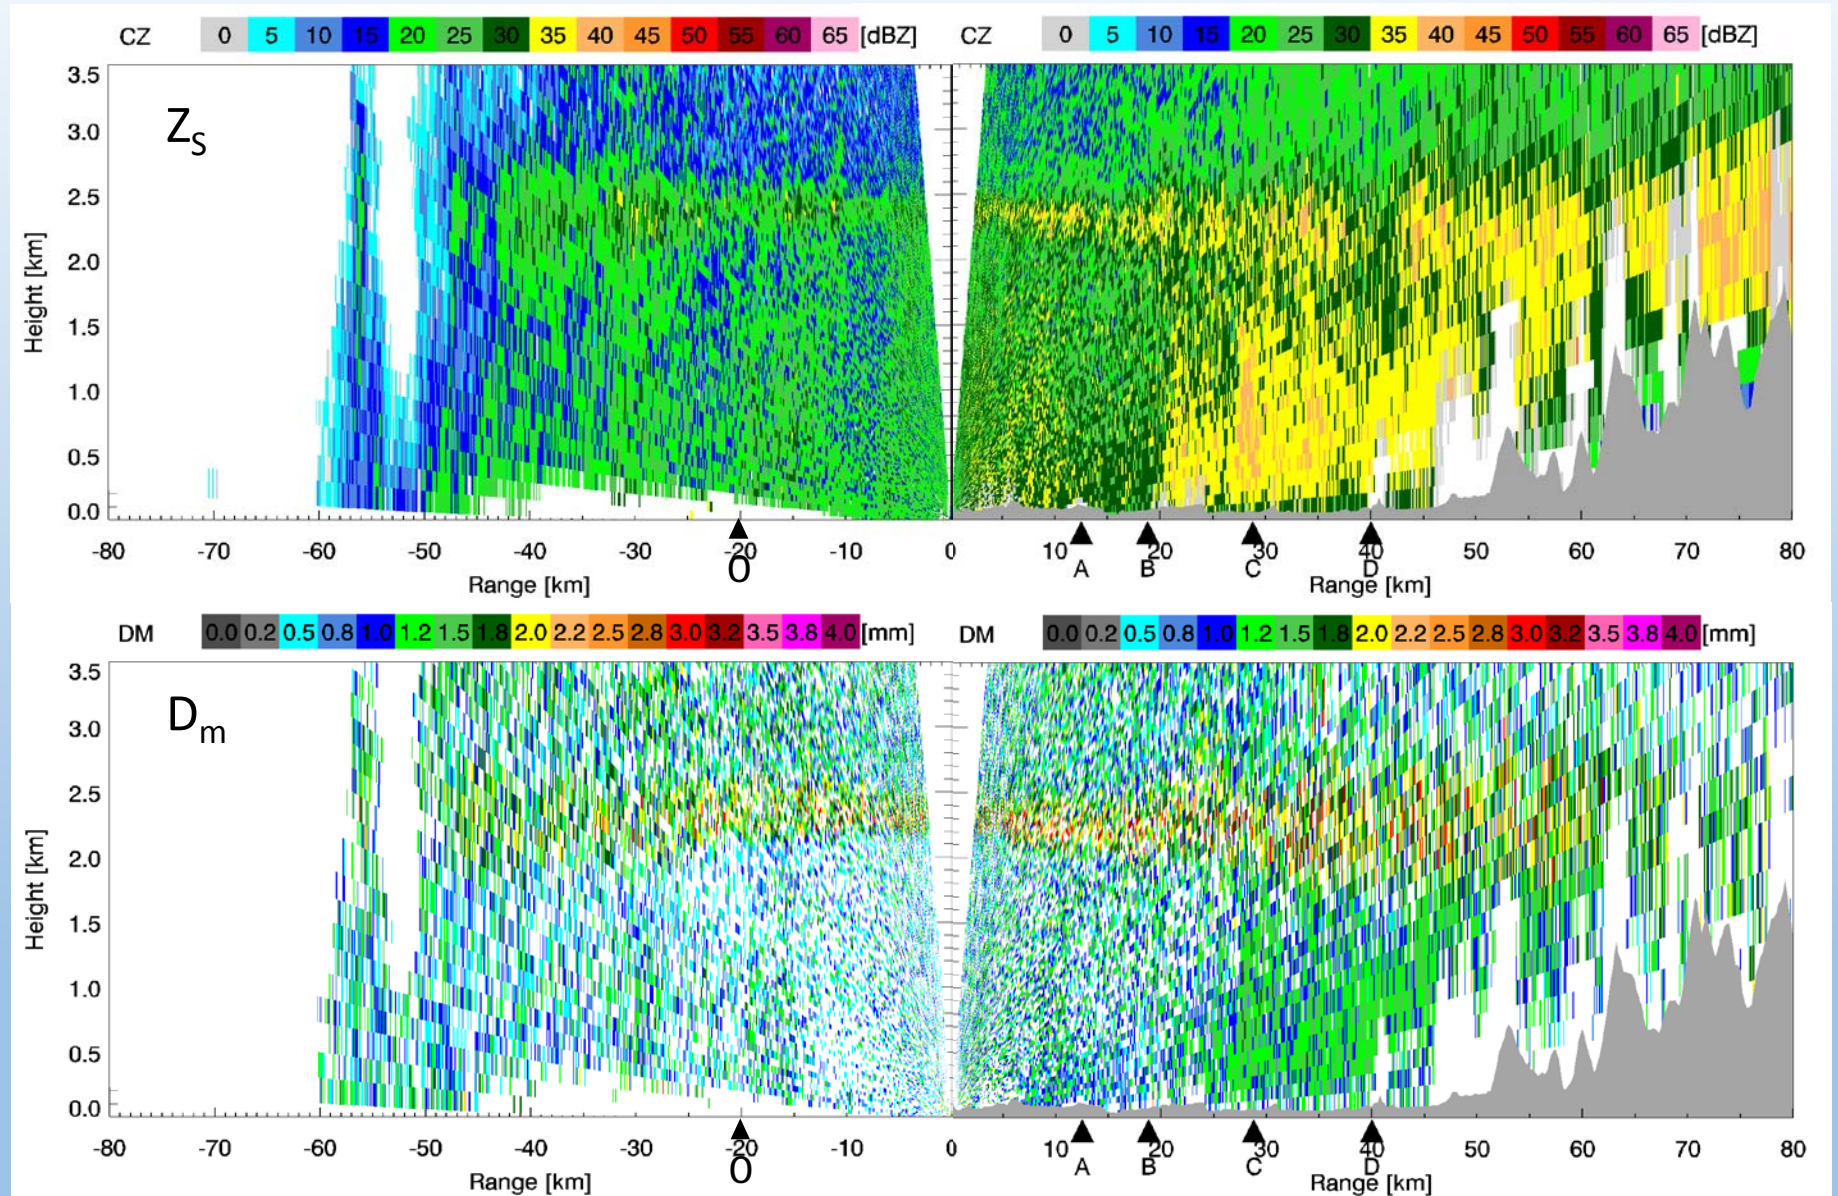 CZ 0 5 10 15 20 25 30 35 40 45 50 55 60 65 [dBZ] CZ 0 5 10 15 20 25 30 35 40 45 50 55 60 65 [dBZ]
Z_S
Height [km]
3.5
3.0
2.5
2.0
1.5
1.0
0.5
0.0
-80 -70 -60 -50 -40 -30 -20 -10 0 10 20 30 40 50 60 70 80
O A B C D
Range [km] Range [km]
DM 0.0 0.2 0.5 0.8 1.0 1.2 1.5 1.8 2.0 2.2 2.5 2.8 3.0 3.2 3.5 3.8 4.0 [mm] DM 0.0 0.2 0.5 0.8 1.0 1.2 1.5 1.8 2.0 2.2 2.5 2.8 3.0 3.2 3.5 3.8 4.0 [mm]
D_m
Height [km]
3.5
3.0
2.5
2.0
1.5
1.0
0.5
0.0
-80 -70 -60 -50 -40 -30 -20 -10 0 10 20 30 40 50 60 70 80
O A B C D
Range [km] Range [km]